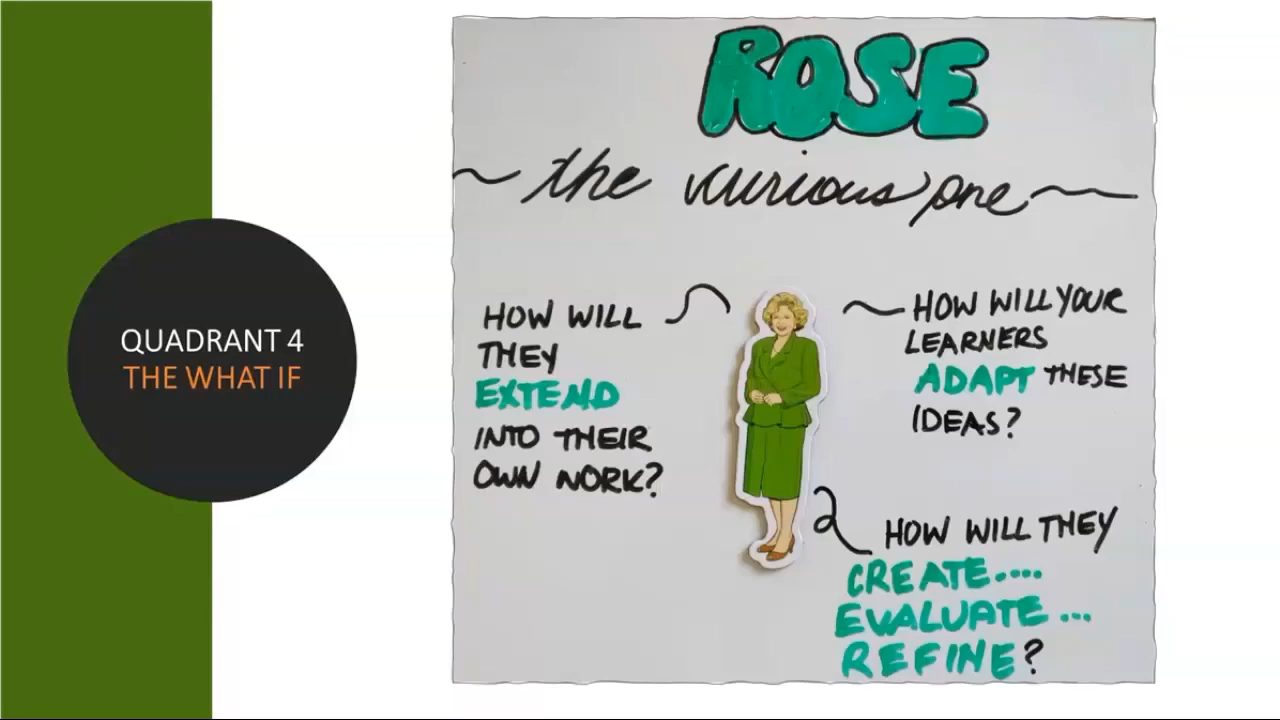 QUADRANT 4
THE WHAT IF
ROSE
the curious one
HOW WILL
THEY
EXTEND
INTO THEIR
OWN WORK?
HOW WILL YOUR
LEARNERS
ADAPT THESE
IDEAS?
HOW WILL THEY
CREATE....
EVALUATE...
REFINE?